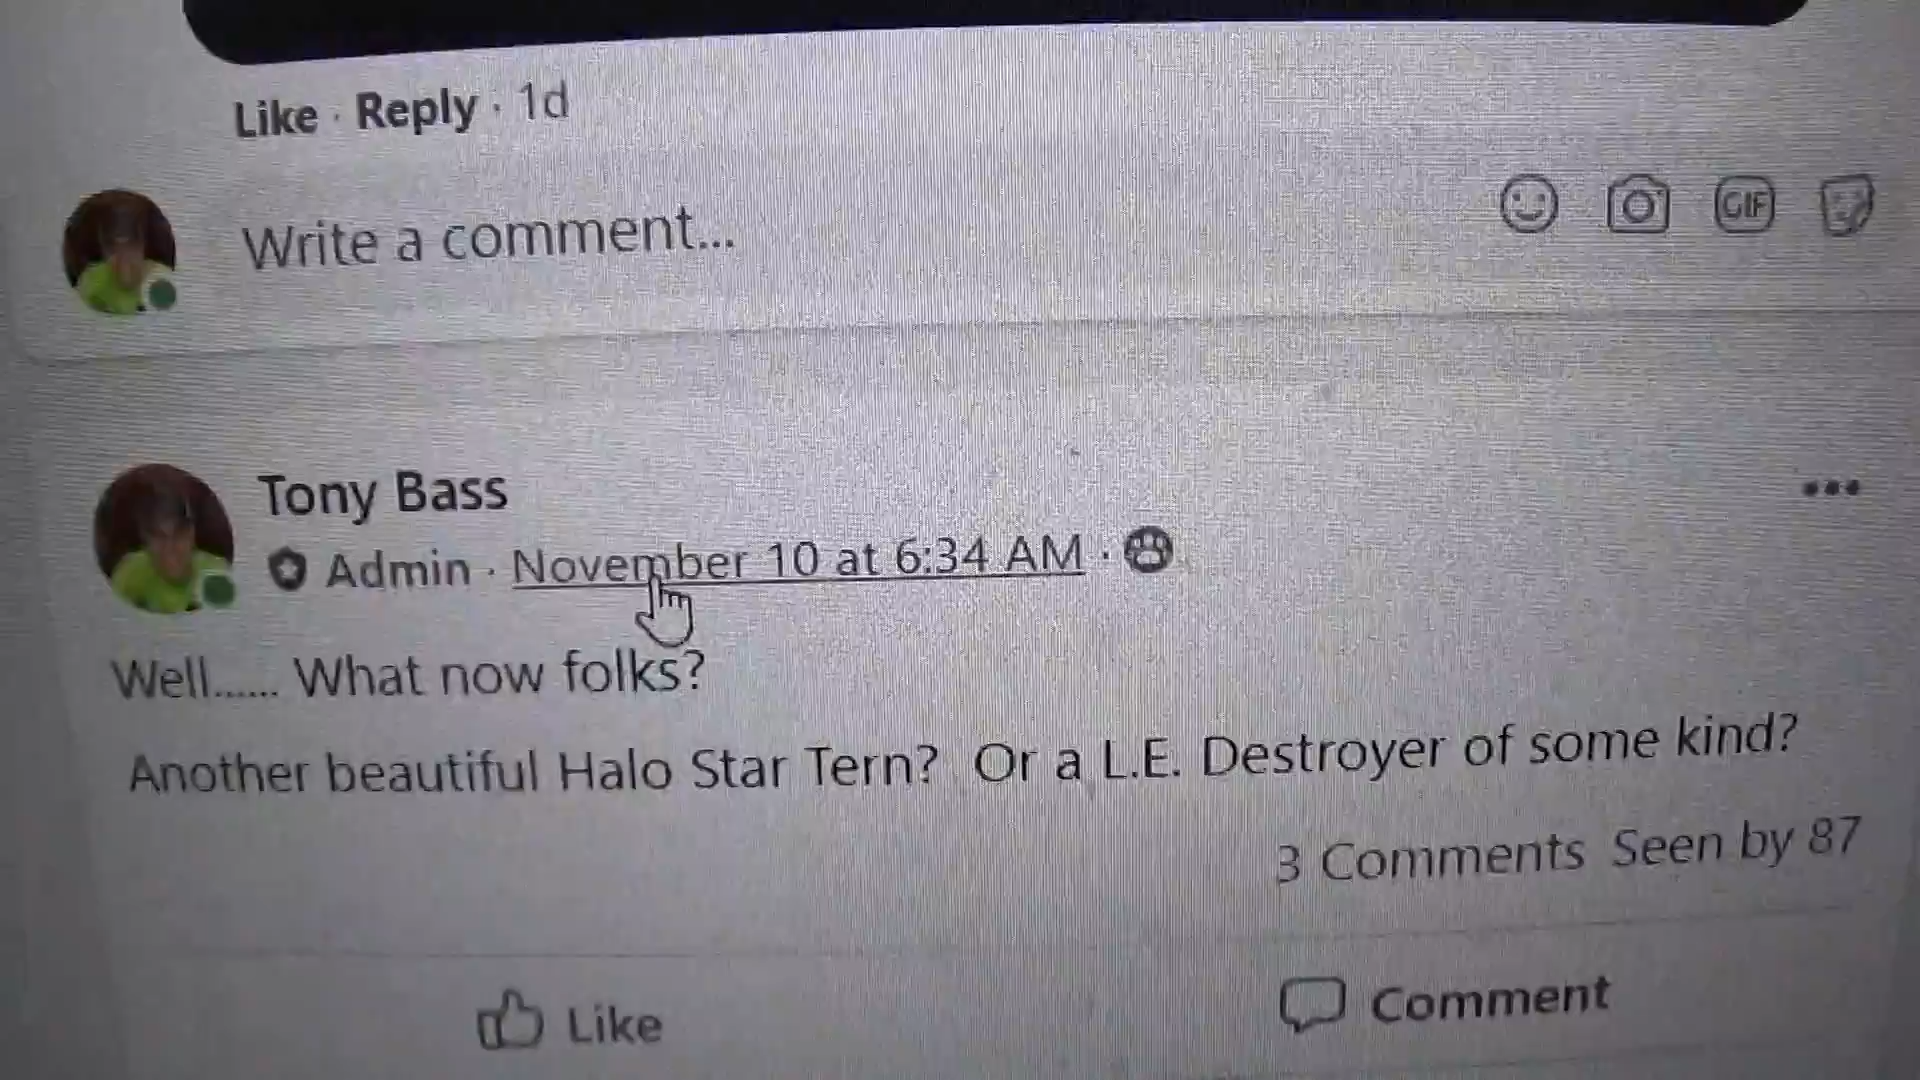 Like · Reply · 1d
Write a comment...
GIF
Tony Bass
Admin · November 10 at 6:34 AM ·
Well...... What now folks?
Another beautiful Halo Star Tern? Or a L.E. Destroyer of some kind?
3 Comments Seen by 87
Like
Comment